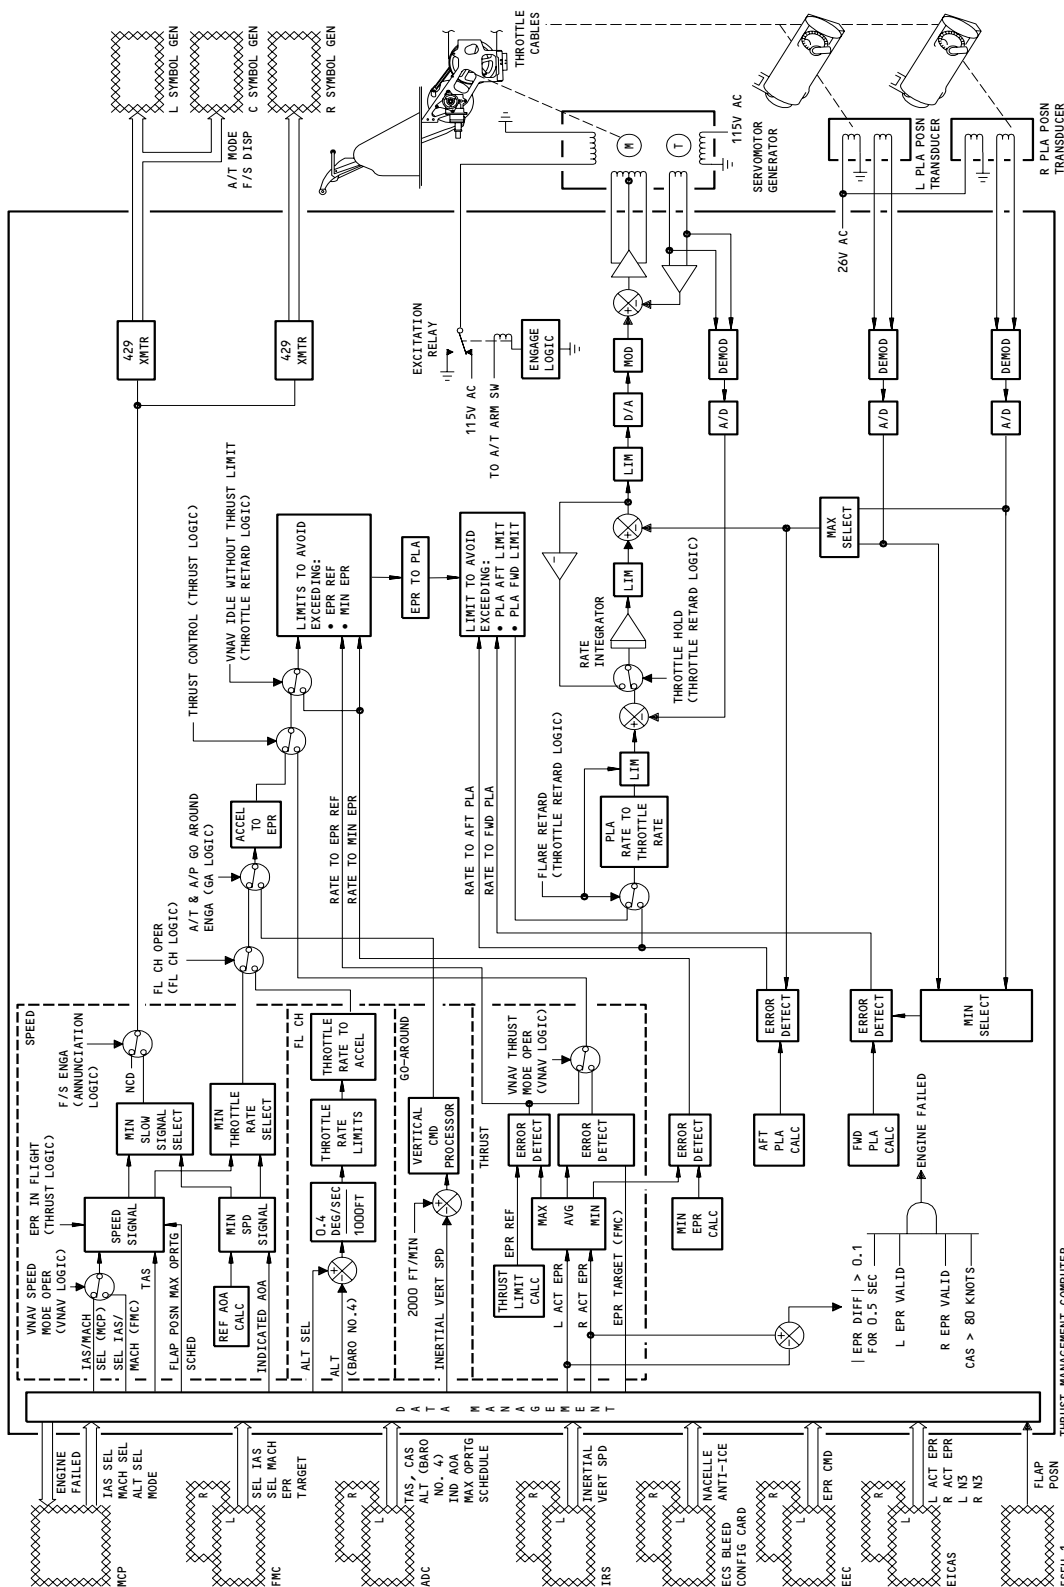 L SYMBOL GEN
C SYMBOL GEN
R SYMBOL GEN
A/T MODE
F/S DISP
THROTTLE
CABLES
115V AC
SERVOMOTOR
GENERATOR
M
T
L PLA POSN
TRANSDUCER
R PLA POSN
TRANSDUCER
26V AC
429
XMTR
429
XMTR
EXCITATION
RELAY
115V AC
TO A/T ARM SW
ENGAGE
LOGIC
MOD
D/A
LIM
DEMOD
A/D
DEMOD
A/D
DEMOD
A/D
MAX
SELECT
THRUST CONTROL (THRUST LOGIC)
VNAV IDLE WITHOUT THRUST LIMIT
(THROTTLE RETARD LOGIC)
LIMITS TO AVOID
EXCEEDING:
• EPR REF
• MIN EPR
EPR TO PLA
LIMIT TO AVOID
EXCEEDING:
• PLA AFT LIMIT
• PLA FWD LIMIT
RATE
INTEGRATOR
LIM
THROTTLE HOLD
(THROTTLE RETARD LOGIC)
FLARE RETARD
(THROTTLE RETARD LOGIC)
LIM
PLA
RATE TO
THROTTLE
RATE
RATE TO AFT PLA
RATE TO FWD PLA
RATE TO EPR REF
RATE TO MIN EPR
ACCEL
TO
EPR
A/T & A/P GO AROUND
ENGA (GA LOGIC)
FL CH OPER
(FL CH LOGIC)
SPEED
F/S ENGA
(ANNUNCIATION
LOGIC)
NCD
MIN
SLOW
SIGNAL
SELECT
MIN
THROTTLE
RATE
SELECT
EPR IN FLIGHT
(THRUST LOGIC)
SPEED
SIGNAL
MIN
SPD
SIGNAL
VNAV SPEED
MODE OPER
(VNAV LOGIC)
IAS/MACH
SEL (MCP)
SEL IAS/
MACH (FMC)
TAS
FLAP POSN MAX OPRTG
SCHED
REF AOA
CALC
INDICATED AOA
FL CH
THROTTLE
RATE TO
ACCEL
THROTTLE
RATE
LIMITS
0.4
DEG/SEC
1000FT
ALT SEL
ALT
(BARO NO.4)
GO-AROUND
VERTICAL
CMD
PROCESSOR
2000 FT/MIN
INERTIAL VERT SPD
THRUST
VNAV THRUST
MODE OPER
(VNAV LOGIC)
ERROR
DETECT
ERROR
DETECT
EPR REF
MAX
AVG
MIN
THRUST
LIMIT
CALC
L ACT EPR
R ACT EPR
EPR TARGET (FMC)
ERROR
DETECT
MIN
EPR
CALC
ERROR
DETECT
AFT
PLA
CALC
ERROR
DETECT
FWD
PLA
CALC
MIN
SELECT
ENGINE FAILED
| EPR DIFF | > 0.1
FOR 0.5 SEC
L EPR VALID
R EPR VALID
CAS > 80 KNOTS
DATA MANAGEMENT
THRUST MANAGEMENT COMPUTER
ENGINE
FAILED
IAS SEL
MACH SEL
ALT SEL
MODE
MCP
SEL IAS
SEL MACH
EPR
TARGET
R
L
FMC
TAS, CAS
ALT (BARO
NO. 4)
IND AOA
MAX OPRTG
SCHEDULE
R
L
ADC
INERTIAL
VERT SPD
R
L
IRS
NACELLE
ANTI-ICE
R
L
ECS BLEED
CONFIG CARD
EPR CMD
R
L
EEC
L ACT EPR
R ACT EPR
L N3
R N3
R
L
EICAS
FLAP
POSN